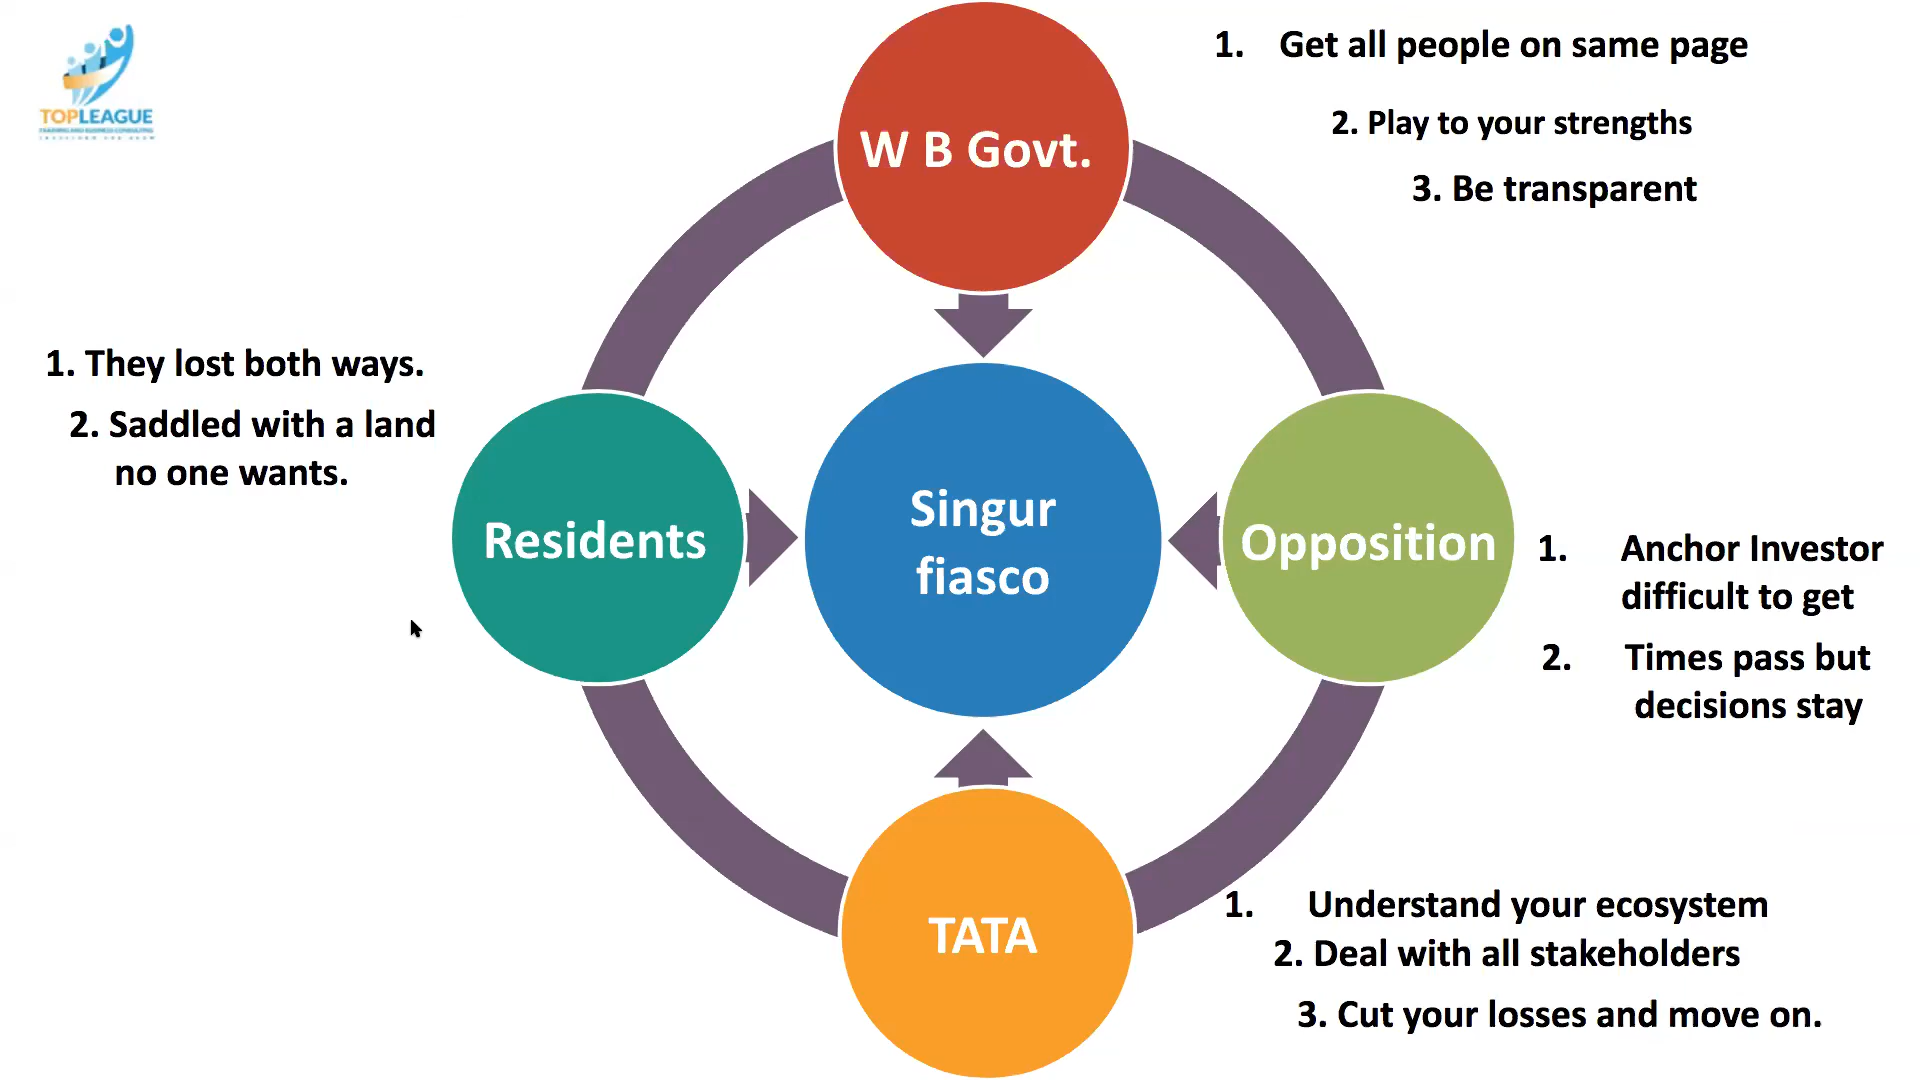 TOPLEAGUE
W B Govt.
1. Get all people on same page
2. Play to your strengths
3. Be transparent
1. They lost both ways.
2. Saddled with a land
no one wants.
Residents
Singur
fiasco
Opposition
1. Anchor Investor
difficult to get
2. Times pass but
decisions stay
TATA
1. Understand your ecosystem
2. Deal with all stakeholders
3. Cut your losses and move on.